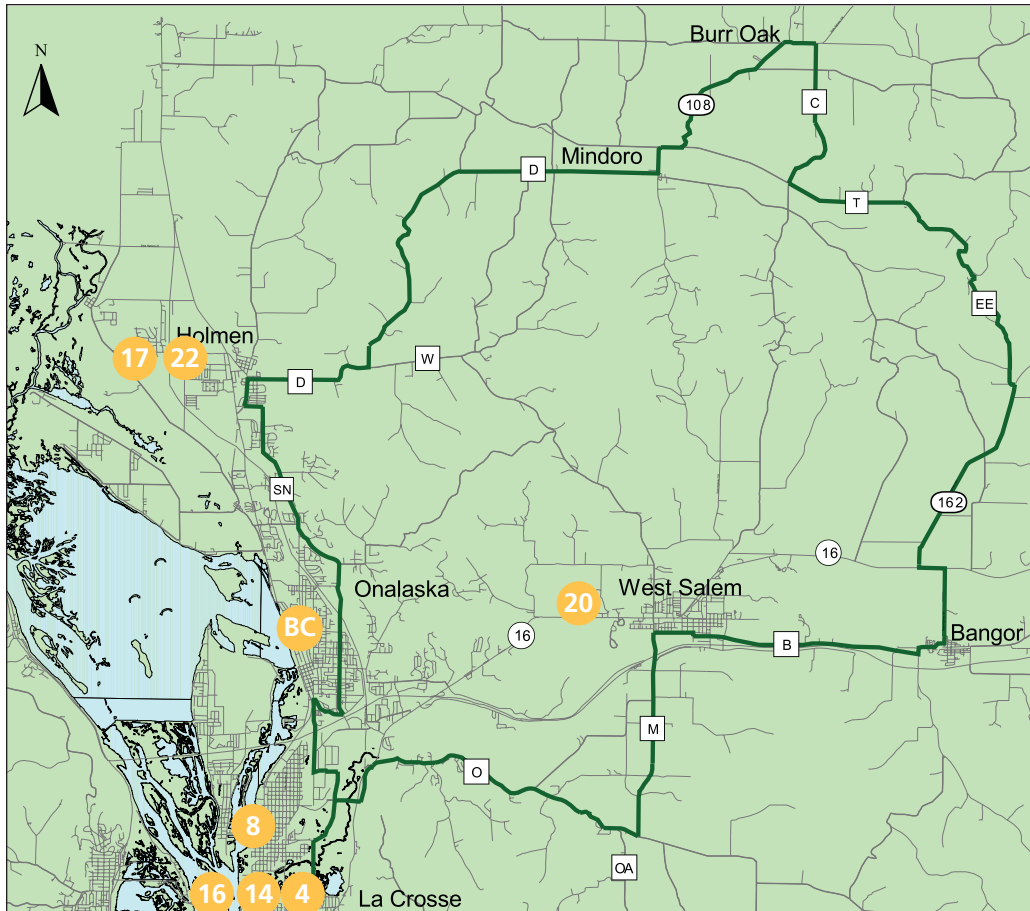 Burr Oak
N
108
C
Mindoro
D
T
EE
Holmen
17
22
W
D
SN
162
16
Onalaska
20
West Salem
BC
16
Bangor
B
M
O
8
OA
16
14
4
La Crosse